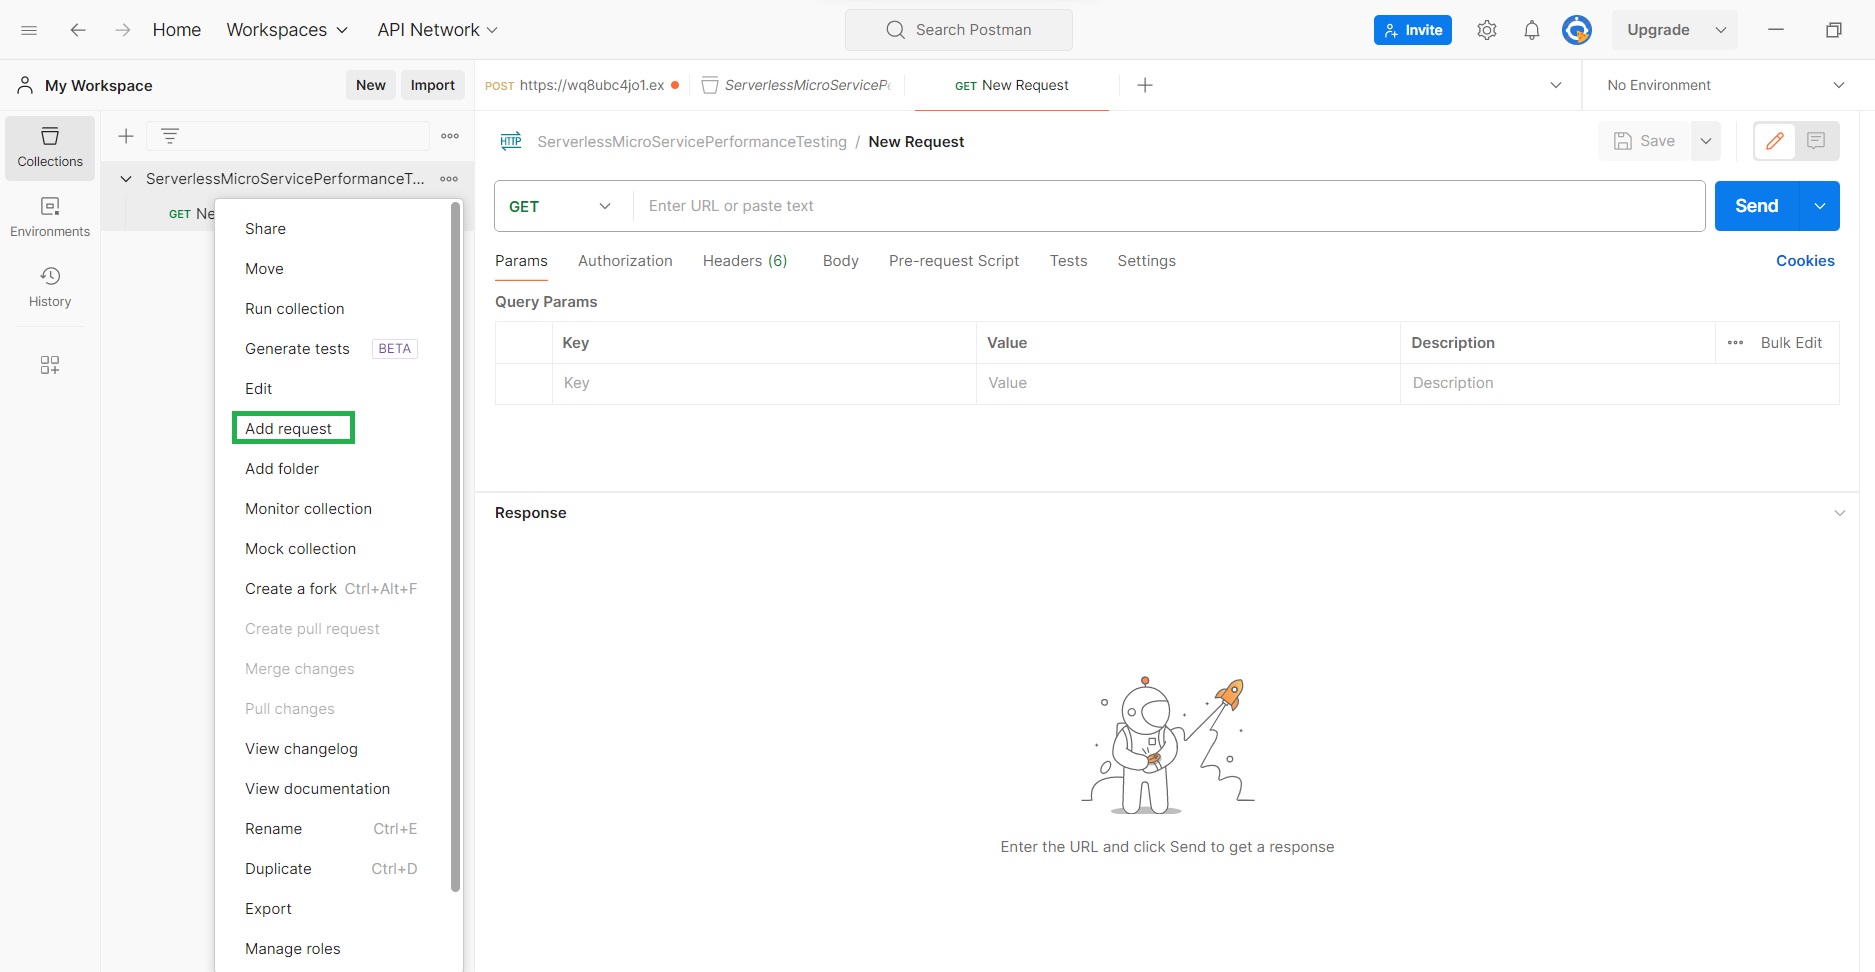 Home
Workspaces
API Network
Search Postman
Invite
Upgrade
My Workspace
New
Import
POST https://wq8ubc4jo1.ex
ServerlessMicroServicePe
GET New Request
No Environment
Collections
Environments
History
ServerlessMicroServicePerformanceT...
GET Ne
Share
Move
Run collection
Generate tests BETA
Edit
Add request
Add folder
Monitor collection
Mock collection
Create a fork Ctrl+Alt+F
Create pull request
Merge changes
Pull changes
View changelog
View documentation
Rename Ctrl+E
Duplicate Ctrl+D
Export
Manage roles
HTTP
ServerlessMicroServicePerformanceTesting / New Request
Save
GET
Enter URL or paste text
Send
Params
Authorization
Headers (6)
Body
Pre-request Script
Tests
Settings
Cookies
Query Params
Key Value Description Bulk Edit
Key Value Description
Response
Enter the URL and click Send to get a response